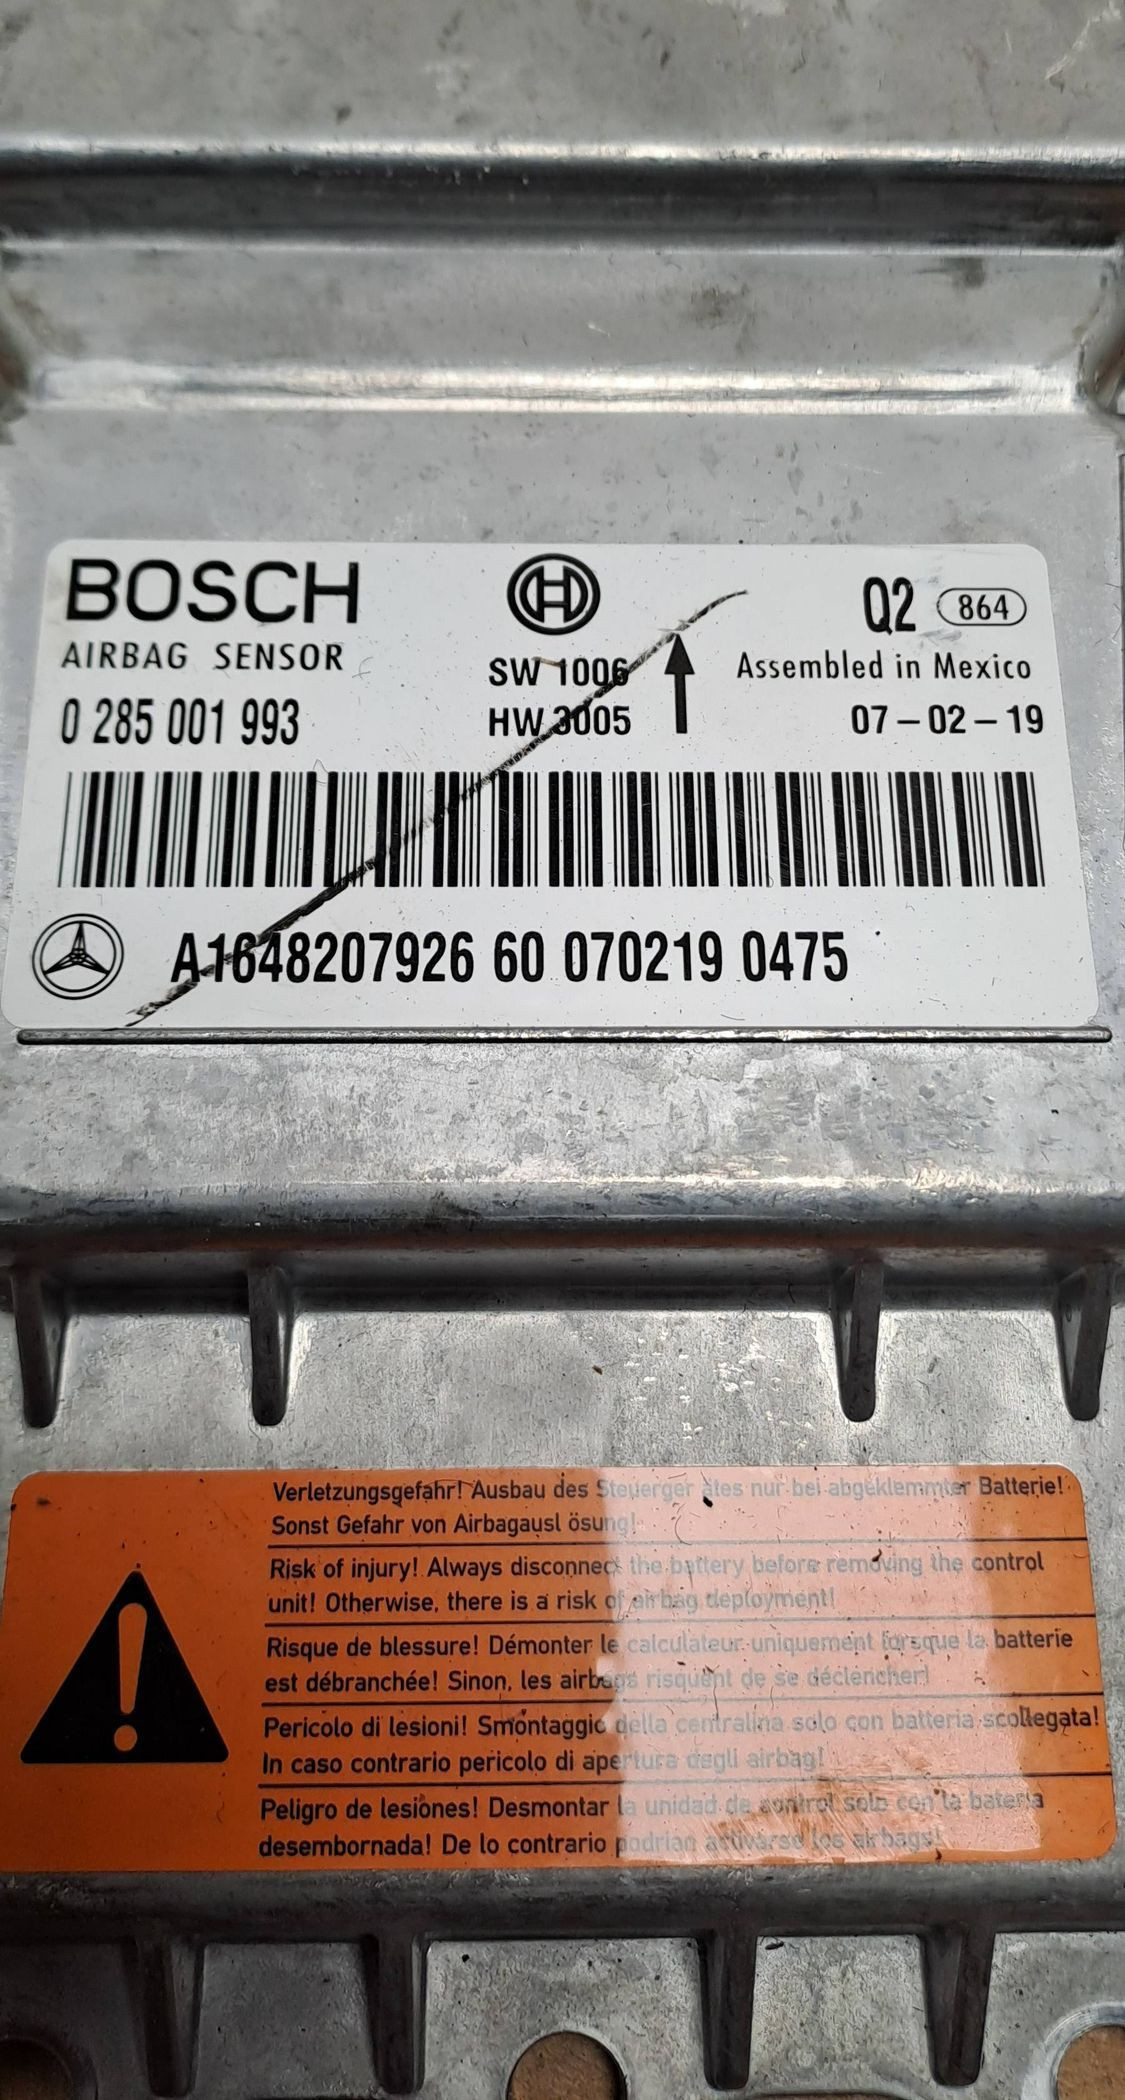 BOSCH
AIRBAG SENSOR
0 285 001 993
SW 1006
HW 3005
Q2 864
Assembled in Mexico
07-02-19
A1648207926 60 070219 0475
Verletzungsgefahr! Ausbau des Steuerger ätes nur bei abgeklemmter Batterie!
Sonst Gefahr von Airbagausl ösung!
Risk of injury! Always disconnect the battery before removing the control
unit! Otherwise, there is a risk of airbag deployment!
Risque de blessure! Démonter le calculateur uniquement lorsque la batterie
est débranchée! Sinon, les airbags risquent de se déclencher!
Pericolo di lesioni! Smontaggio della centralina solo con batteria scollegata!
In caso contrario pericolo di apertura degli airbag!
Peligro de lesiones! Desmontar la unidad de control solo con la bateria
desembornada! De lo contrario podrian activarse los airbags!